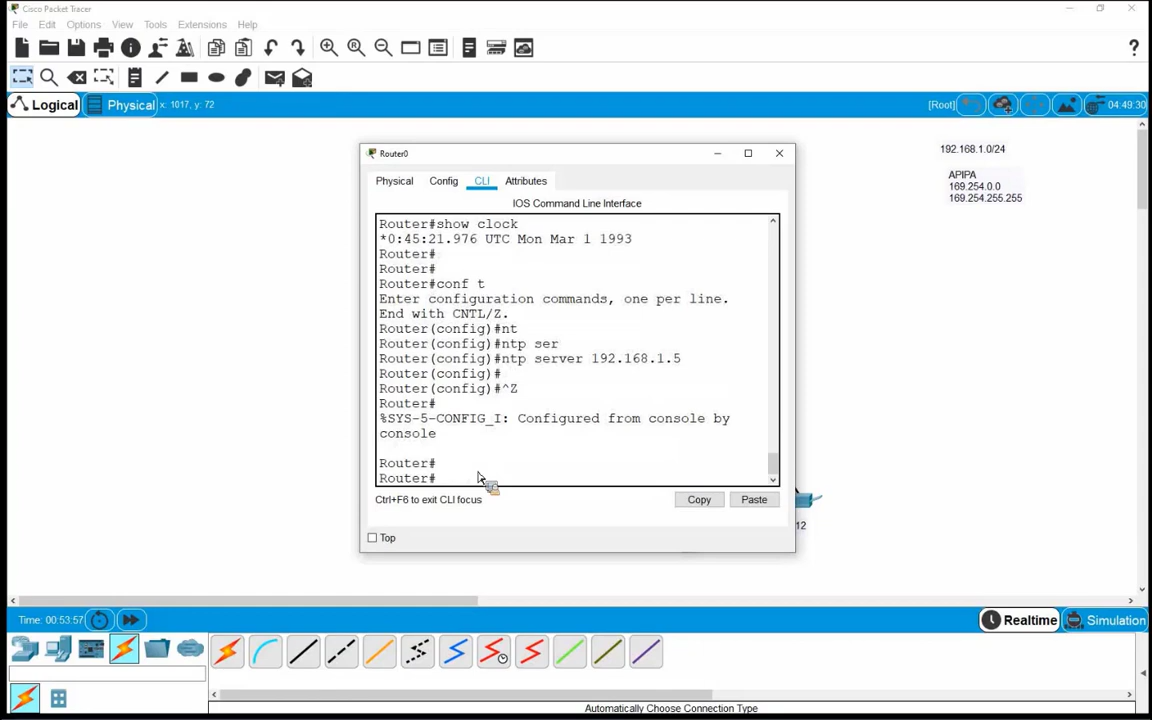 Cisco Packet Tracer
File Edit Options View Tools Extensions Help
?
Logical Physical x: 1017, y: 72 [Root] 04:49:30
192.168.1.0/24
APIPA
169.254.0.0
169.254.255.255
Router0
Physical Config CLI Attributes
IOS Command Line Interface
Router#show clock
*0:45:21.976 UTC Mon Mar 1 1993
Router#
Router#
Router#conf t
Enter configuration commands, one per line.
End with CNTL/Z.
Router(config)#nt
Router(config)#ntp ser
Router(config)#ntp server 192.168.1.5
Router(config)#
Router(config)#^Z
Router#
%SYS-5-CONFIG_I: Configured from console by
console
Router#
Router#
Ctrl+F6 to exit CLI focus Copy Paste
12
Top
Time: 00:53:57 Realtime Simulation
Automatically Choose Connection Type